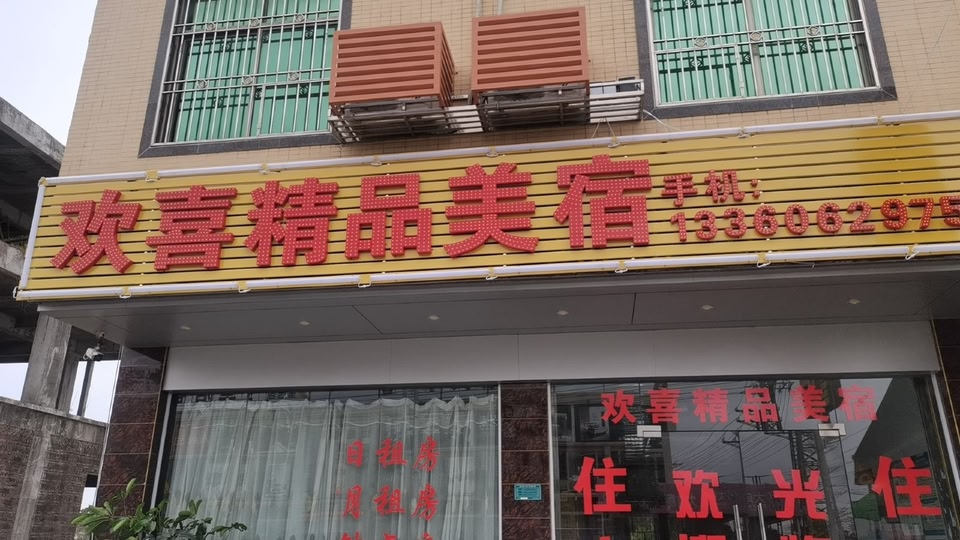 欢喜精品美宿
手机:
1336062975
欢喜精品美宿
日租房
月租房
住 欢 光 住